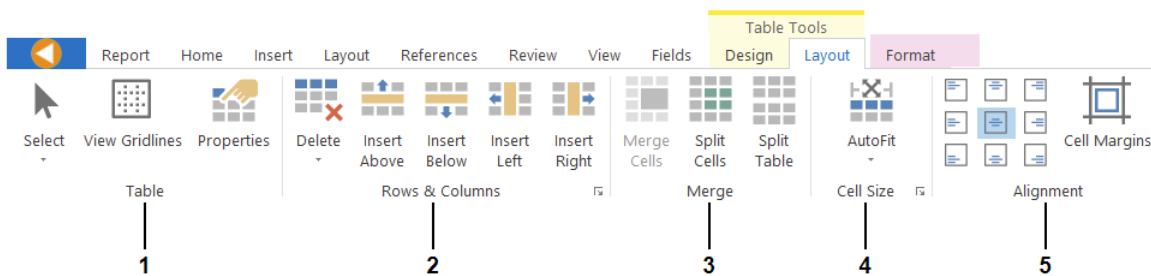 Table Tools
Report Home Insert Layout References Review View Fields Design Layout Format
Select View Gridlines Properties Delete Insert Above Insert Below Insert Left Insert Right Merge Cells Split Cells Split Table AutoFit Cell Margins
Table Rows & Columns Merge Cell Size Alignment
1 2 3 4 5